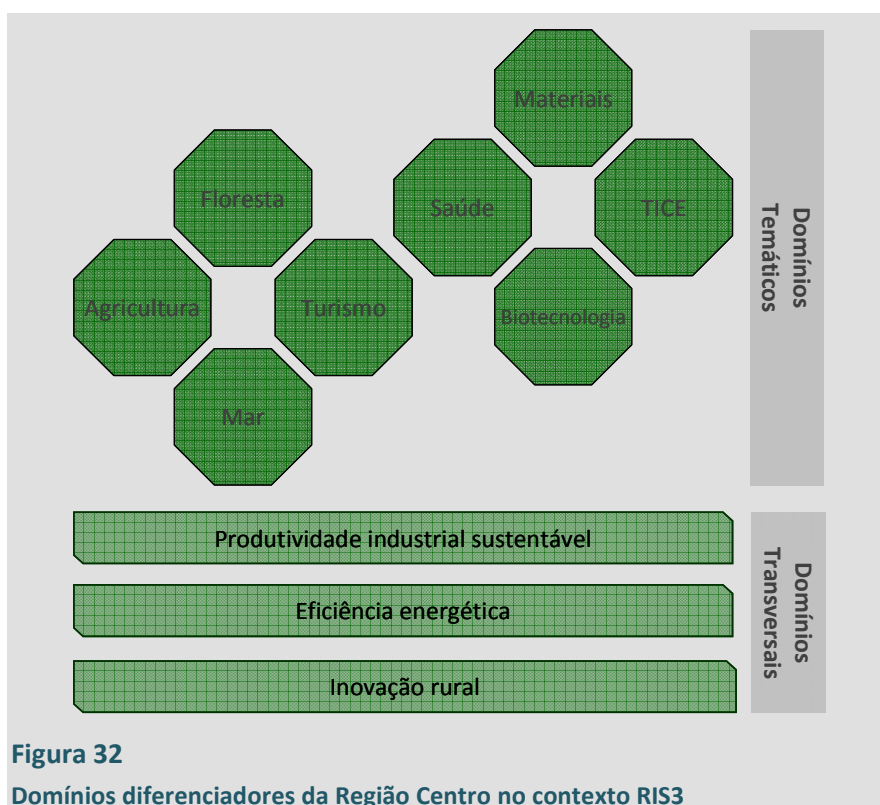 Materiais
Floresta
Saúde
TICE
Agricultura
Turismo
Biotecnologia
Mar
Domínios
Temáticos
Produtividade industrial sustentável
Eficiência energética
Inovação rural
Domínios
Transversais
Figura 32
Domínios diferenciadores da Região Centro no contexto RIS3